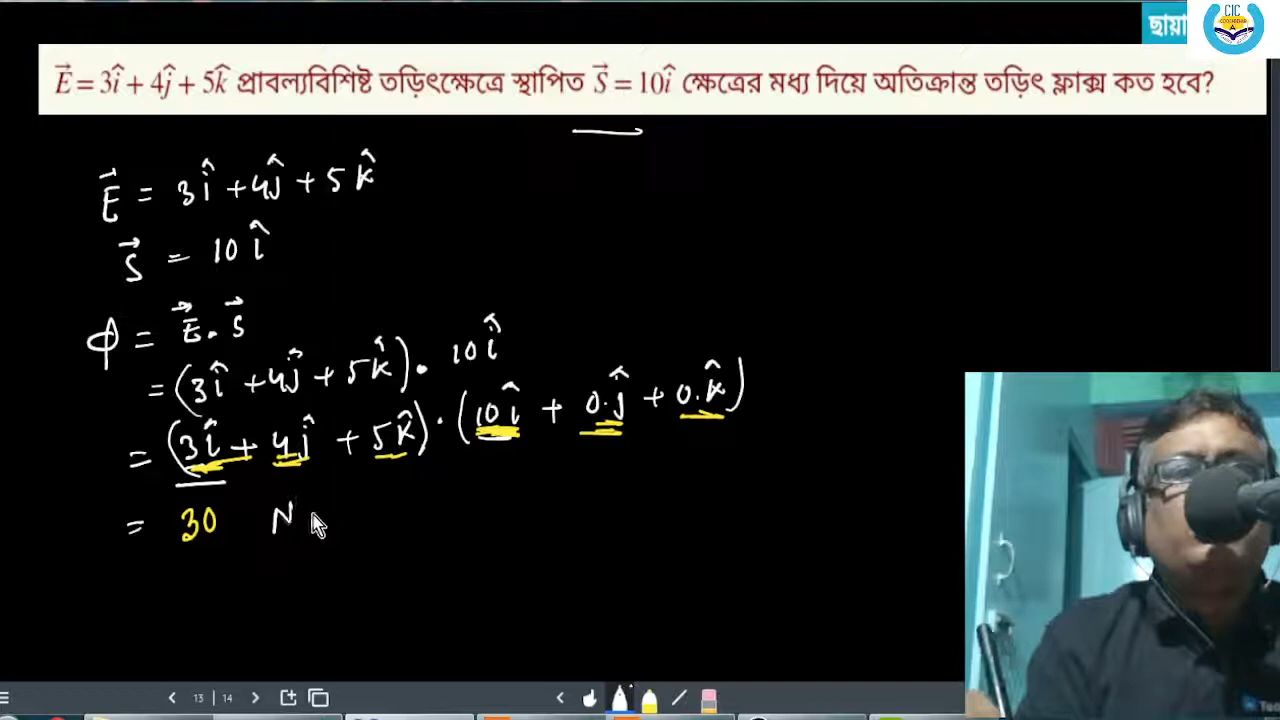 ছায়া
CIC
E⃗ = 3î + 4ĵ + 5k̂ প্রাবল্যবিশিষ্ট তড়িৎক্ষেত্রে স্থাপিত S⃗ = 10î ক্ষেত্রের মধ্য দিয়ে অতিক্রান্ত তড়িৎ ফ্লাক্স কত হবে?
E⃗ = 3î + 4ĵ + 5k̂
S⃗ = 10î
ϕ = E⃗ . S⃗
= (3î + 4ĵ + 5k̂) . 10î
= (3î + 4ĵ + 5k̂) . (10î + 0.ĵ + 0.k̂)
= 30 N
13 | 14